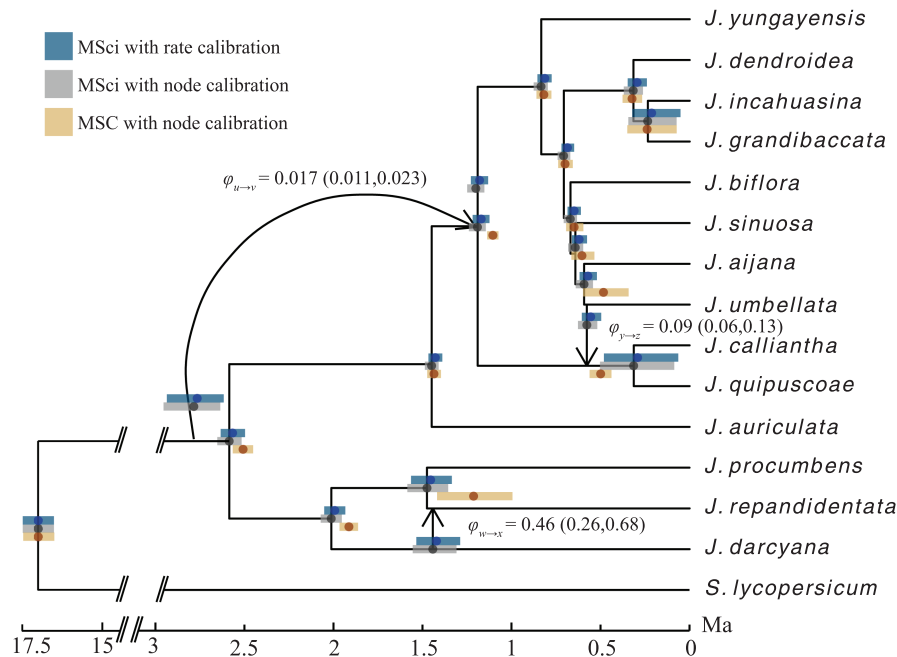 MSci with rate calibration
MSci with node calibration
MSC with node calibration
φu→v = 0.017 (0.011,0.023)
J. yungayensis
J. dendroidea
J. incahuasina
J. grandibaccata
J. biflora
J. sinuosa
J. aijana
J. umbellata
φy→z = 0.09 (0.06,0.13)
J. calliantha
J. quipuscoae
J. auriculata
J. procumbens
J. repandidentata
φw→x = 0.46 (0.26,0.68)
J. darcyana
S. lycopersicum
17.5 15 3 2.5 2 1.5 1 0.5 0 Ma